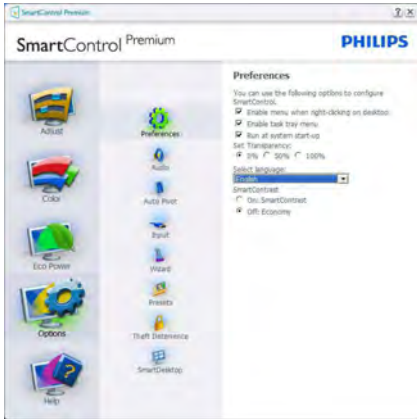 SmartControl Premium
SmartControl Premium
PHILIPS
Adjust
Color
Eco Power
Options
Help
Preferences
Audio
Auto Pivot
Input
Wizard
Presets
Theft Deterrence
SmartDesktop
Preferences
You can use the following options to configure
SmartControl.
Enable menu when right-clicking on desktop
Enable task tray menu
Run at system start-up
Set Transparency:
0% 50% 100%
Select language:
English
SmartContrast
On: SmartContrast
Off: Economy